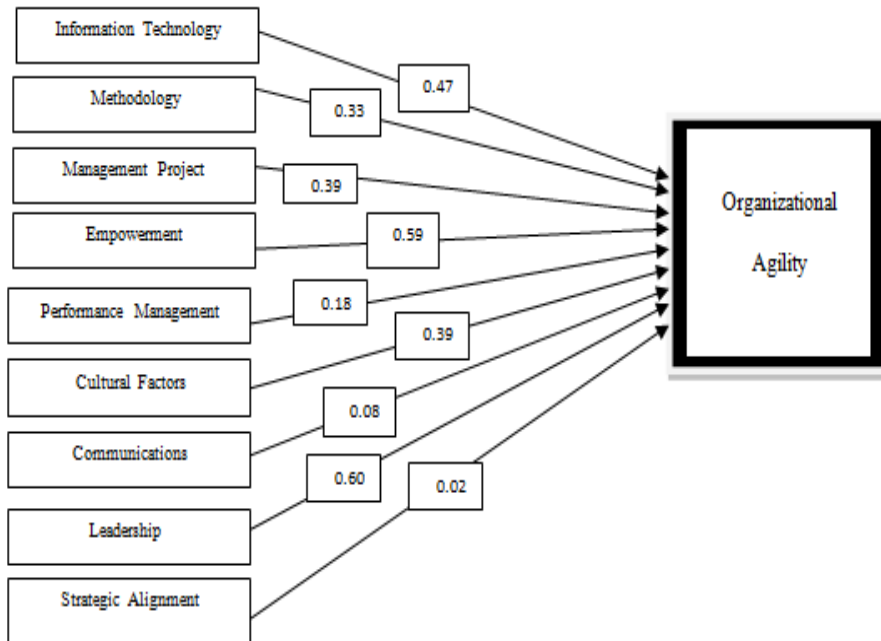 Information Technology
0.47
Methodology
0.33
Management Project
0.39
Empowerment
0.59
Performance Management
0.18
Cultural Factors
0.39
Communications
0.08
Leadership
0.60
Strategic Alignment
0.02
Organizational
Agility